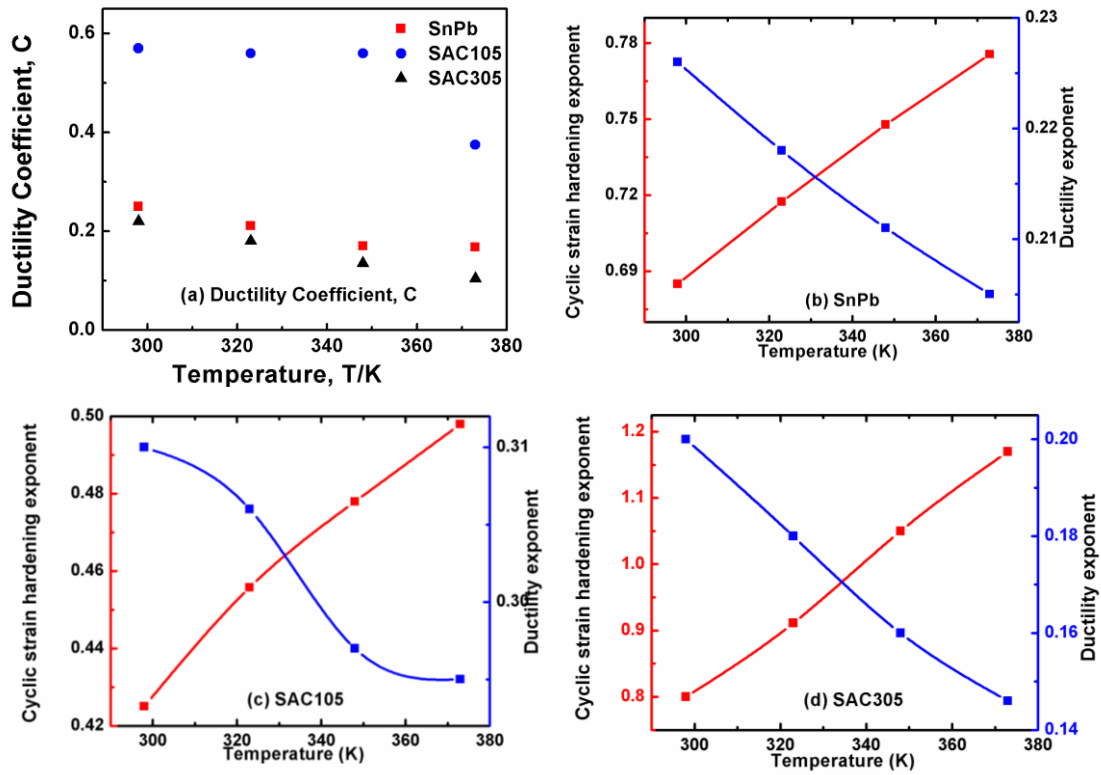 Ductility Coefficient, C
0.6
0.4
0.2
0.0
SnPb
SAC105
SAC305
(a) Ductility Coefficient, C
300 320 340 360 380
Temperature, T/K
Cyclic strain hardening exponent
0.78
0.75
0.72
0.69
(b) SnPb
0.23
0.22
0.21
Ductility exponent
300 320 340 360 380
Temperature (K)
Cyclic strain hardening exponent
0.50
0.48
0.46
0.44
0.42
(c) SAC105
0.31
0.30
Ductility exponent
300 320 340 360 380
Temperature (K)
Cyclic strain hardening exponent
1.2
1.1
1.0
0.9
0.8
(d) SAC305
0.20
0.18
0.16
0.14
Ductility exponent
300 320 340 360 380
Temperature (K)